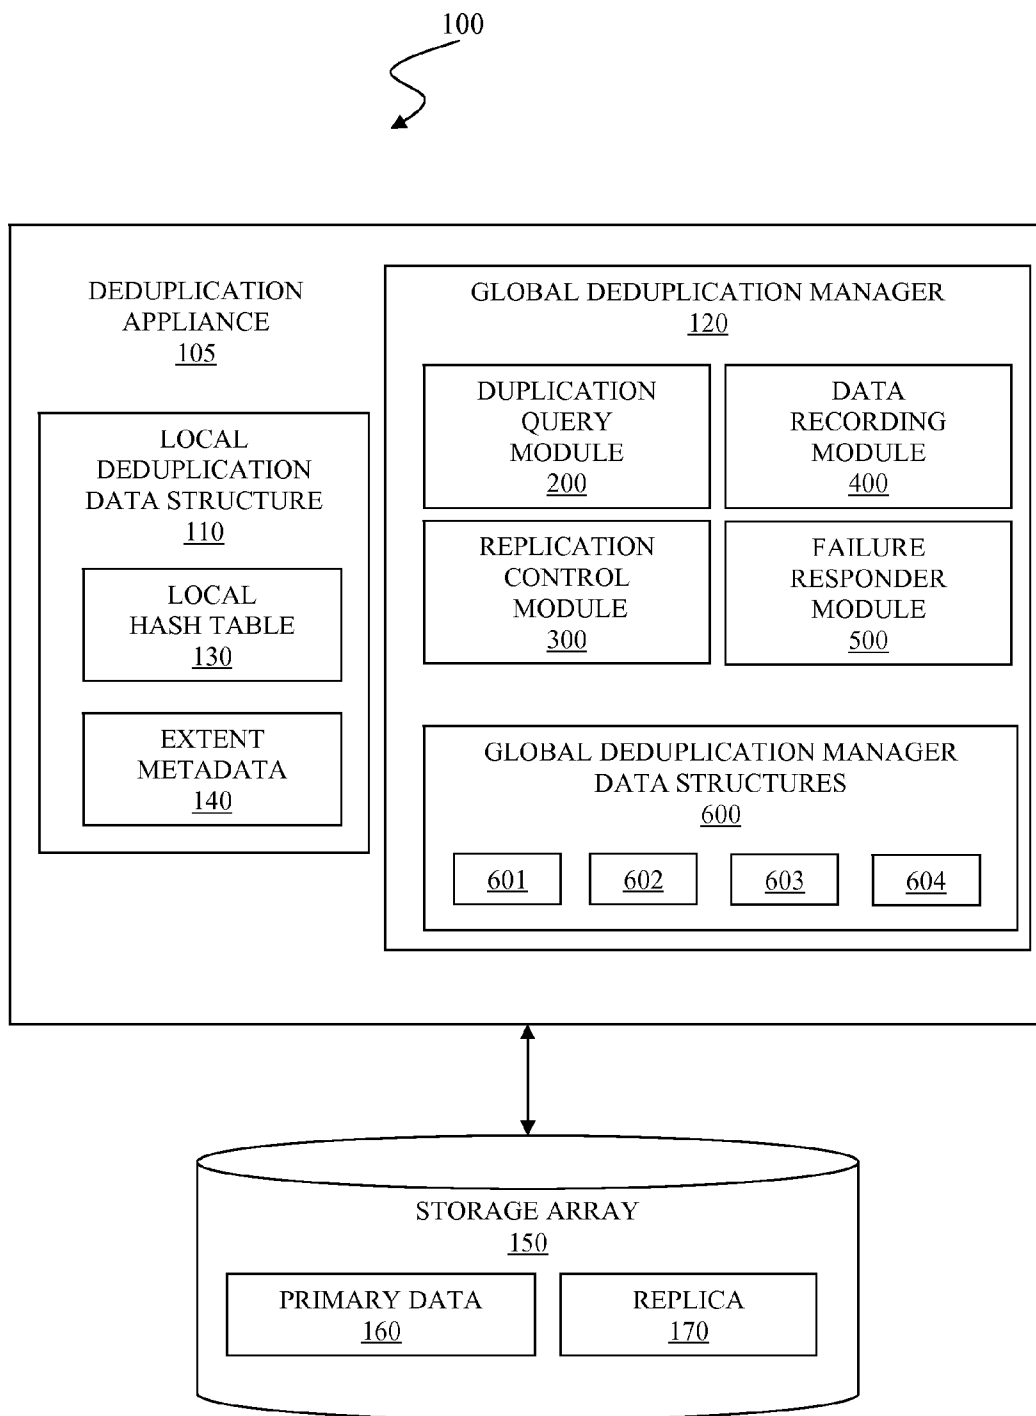 100
DEDUPLICATION
APPLIANCE
105
LOCAL
DEDUPLICATION
DATA STRUCTURE
110
LOCAL
HASH TABLE
130
EXTENT
METADATA
140
GLOBAL DEDUPLICATION MANAGER
120
DUPLICATION
QUERY
MODULE
200
DATA
RECORDING
MODULE
400
REPLICATION
CONTROL
MODULE
300
FAILURE
RESPONDER
MODULE
500
GLOBAL DEDUPLICATION MANAGER
DATA STRUCTURES
600
601
602
603
604
STORAGE ARRAY
150
PRIMARY DATA
160
REPLICA
170